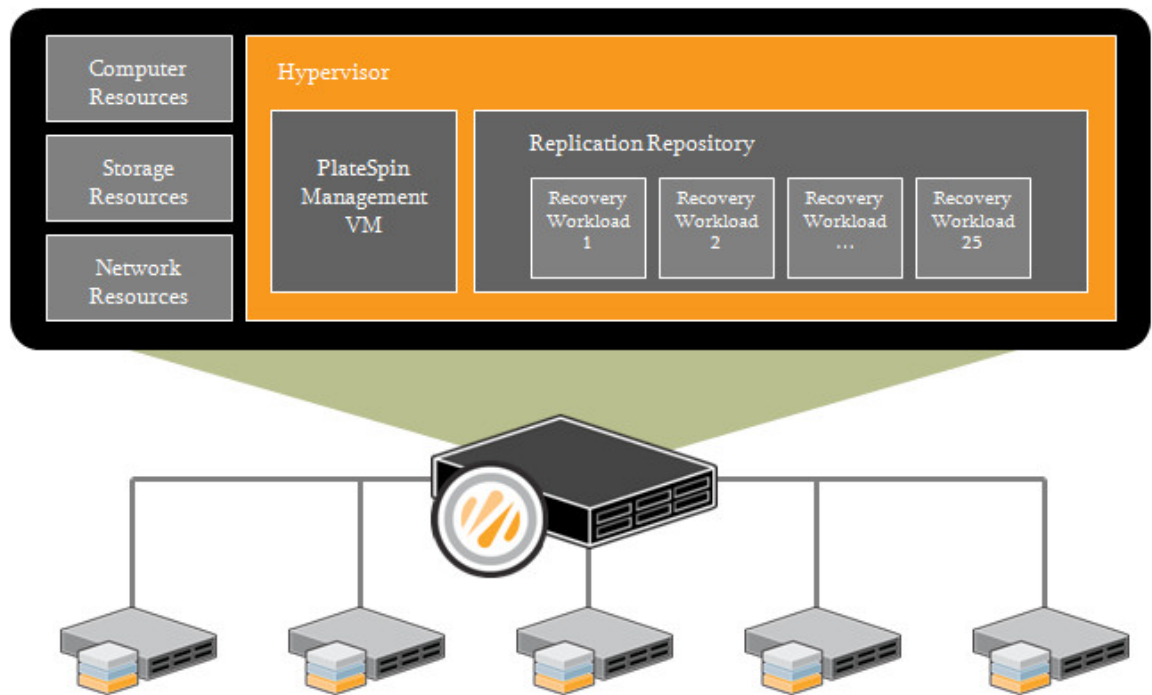 Computer
Resources
Storage
Resources
Network
Resources
Hypervisor
PlateSpin
Management
VM
Replication Repository
Recovery
Workload
1
Recovery
Workload
2
Recovery
Workload
...
Recovery
Workload
25